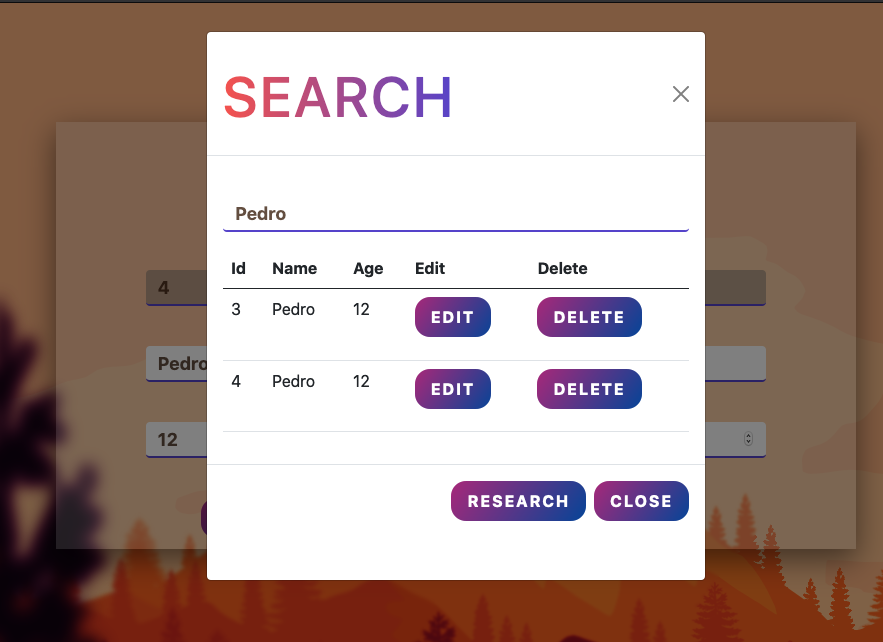 SEARCH
Pedro
Id Name Age Edit Delete
3 Pedro 12 EDIT DELETE
4 Pedro 12 EDIT DELETE
RESEARCH CLOSE
4
Pedro
12